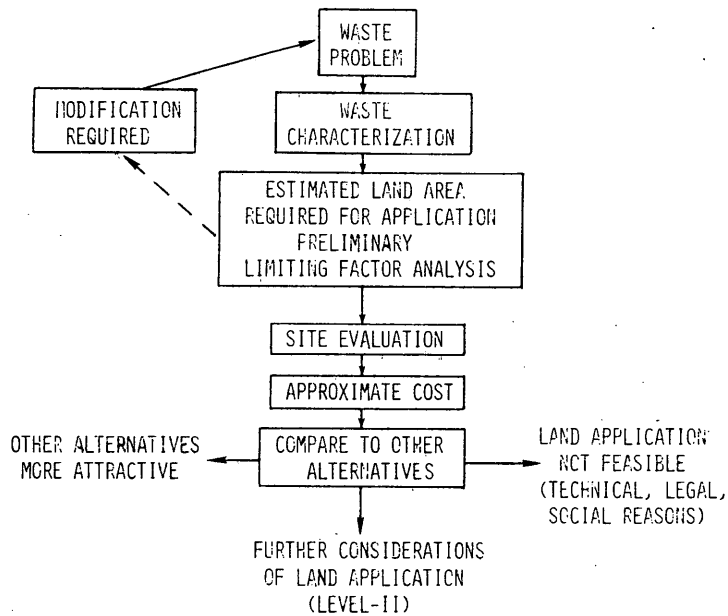 WASTE
PROBLEM
MODIFICATION
REQUIRED
WASTE
CHARACTERIZATION
ESTIMATED LAND AREA
REQUIRED FOR APPLICATION
PRELIMINARY
LIMITING FACTOR ANALYSIS
SITE EVALUATION
APPROXIMATE COST
OTHER ALTERNATIVES
MORE ATTRACTIVE
COMPARE TO OTHER
ALTERNATIVES
LAND APPLICATION
NOT FEASIBLE
(TECHNICAL, LEGAL,
SOCIAL REASONS)
FURTHER CONSIDERATIONS
OF LAND APPLICATION
(LEVEL-II)